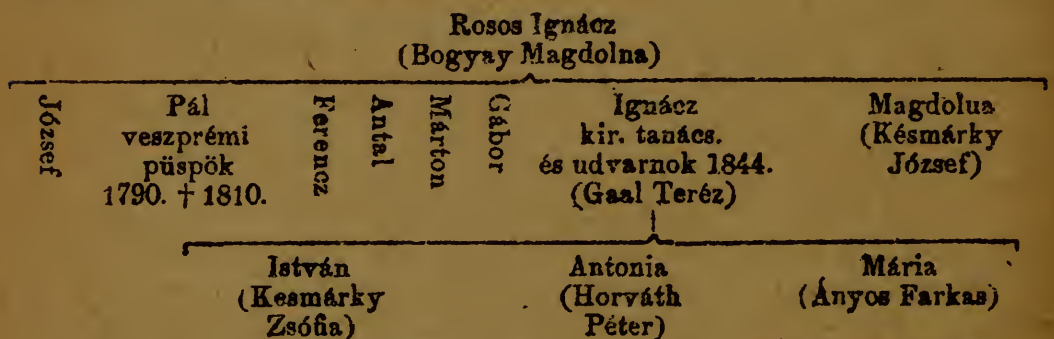 Rosos Ignácz
(Bogyay Magdolna)
József
Pál
veszprémi
püspök
1790. † 1810.
Ferencz
Antal
Márton
Gábor
Ignácz
kir. tanács.
és udvarnok 1844.
(Gaal Teréz)
Magdolua
(Késmárky
József)
István
(Kesmárky
Zsófia)
Antonia
(Horváth
Péter)
Mária
(Ányos Farkas)